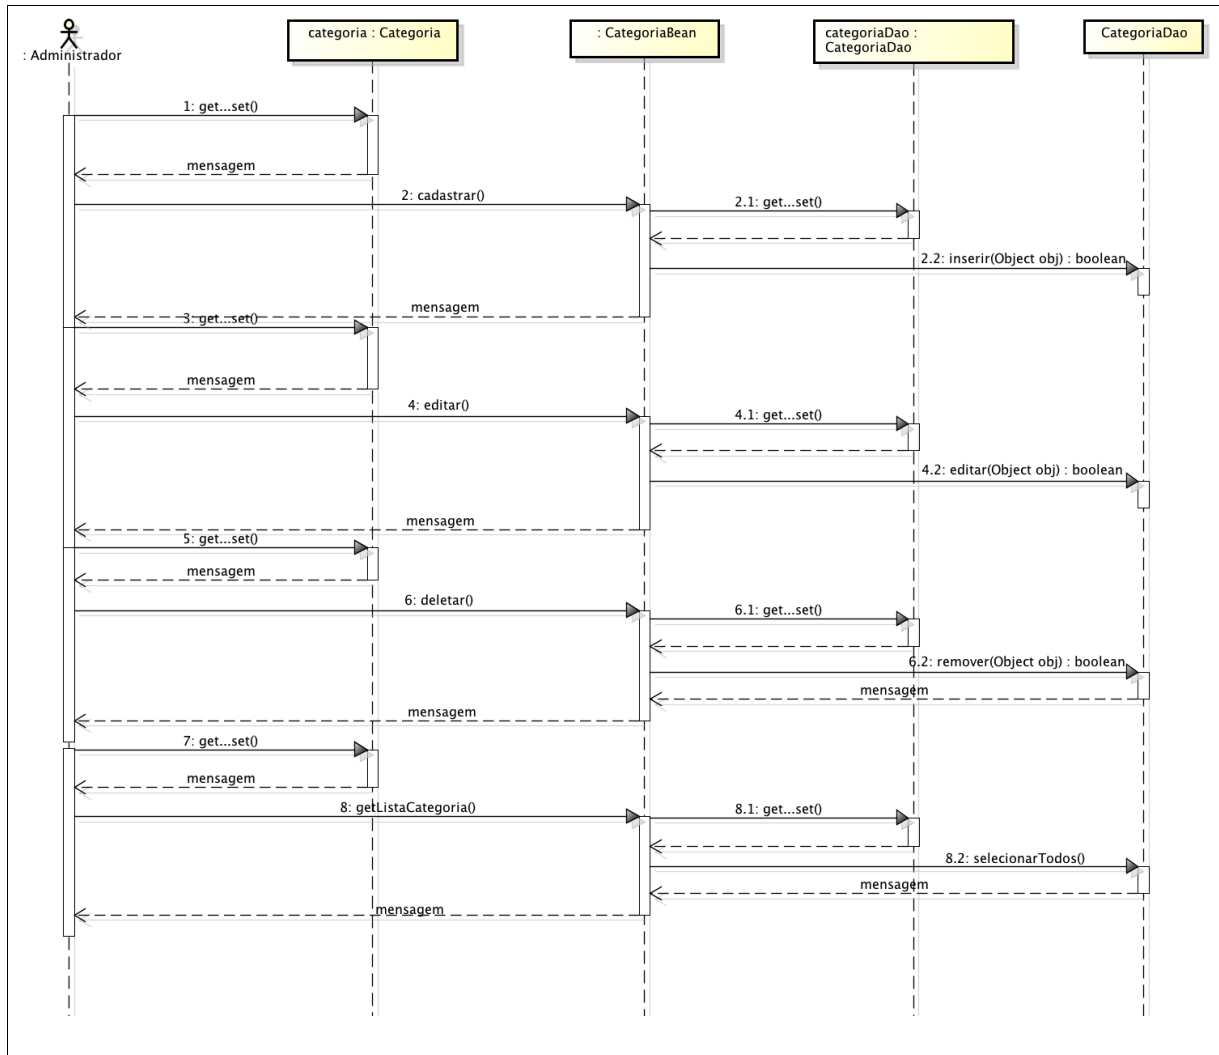 : Administrador
categoria : Categoria
: CategoriaBean
categoriaDao :
CategoriaDao
CategoriaDao
1: get...set()
mensagem
2: cadastrar()
2.1: get...set()
2.2: inserir(Object obj) : boolean
mensagem
3: get...set()
mensagem
4: editar()
4.1: get...set()
4.2: editar(Object obj) : boolean
mensagem
5: get...set()
mensagem
6: deletar()
6.1: get...set()
6.2: remover(Object obj) : boolean
mensagem
mensagem
7: get...set()
mensagem
8: getListaCategoria()
8.1: get...set()
8.2: selecionarTodos()
mensagem
mensagem